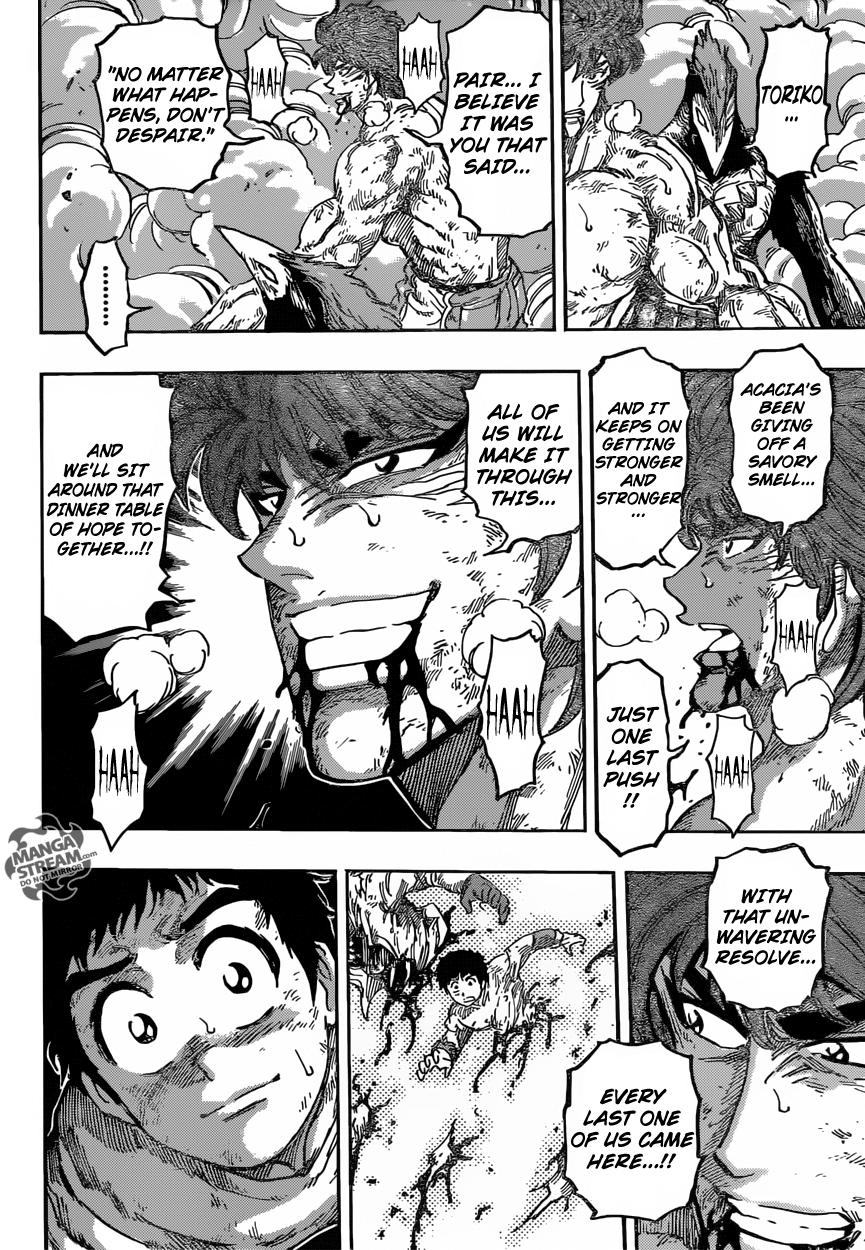 TORIKO
...
PAIR... I
BELIEVE
IT WAS
YOU THAT
SAID...
HAAH
HAAH
"NO MATTER
WHAT HAP-
PENS, DON'T
DESPAIR."
.........
ACACIA'S
BEEN
GIVING
OFF A
SAVORY
SMELL...
AND IT
KEEPS ON
GETTING
STRONGER
AND
STRONGER
...
HAAH
JUST
ONE
LAST
PUSH
!!
HAAH
ALL OF
US WILL
MAKE IT
THROUGH
THIS...
HAAH
AND
WE'LL SIT
AROUND THAT
DINNER TABLE
OF HOPE TO-
GETHER...!!
HAAH
WITH
THAT UN-
WAVERING
RESOLVE...
EVERY
LAST ONE
OF US CAME
HERE...!!
MANGA
STREAM.com
DO NOT MIRROR